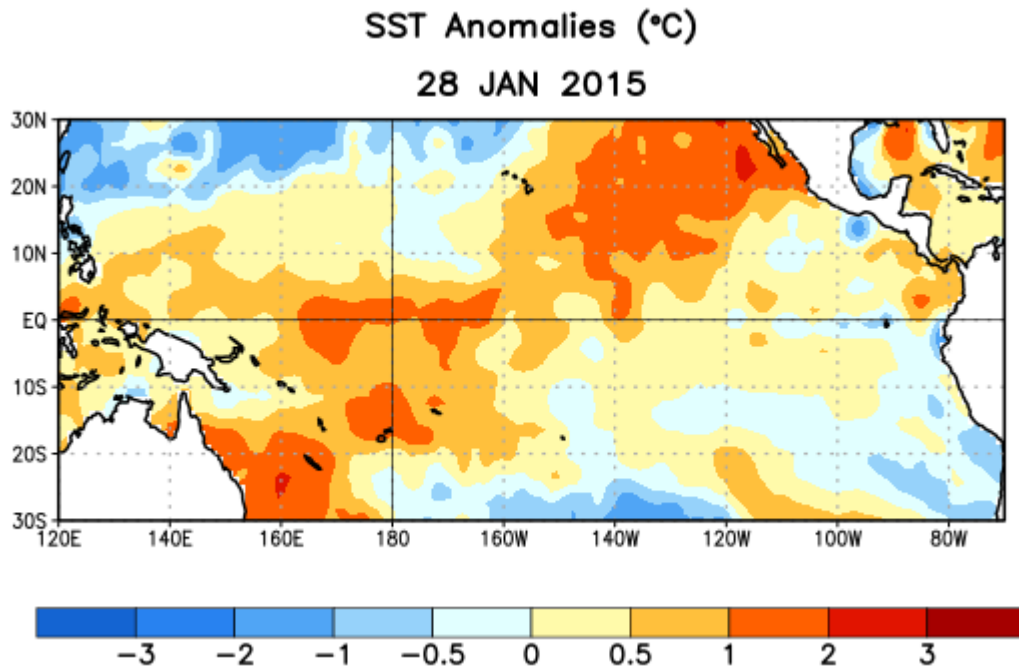 SST Anomalies (°C)
28 JAN 2015
30N
20N
10N
EQ
10S
20S
30S
120E 140E 160E 180 160W 140W 120W 100W 80W
-3 -2 -1 -0.5 0 0.5 1 2 3